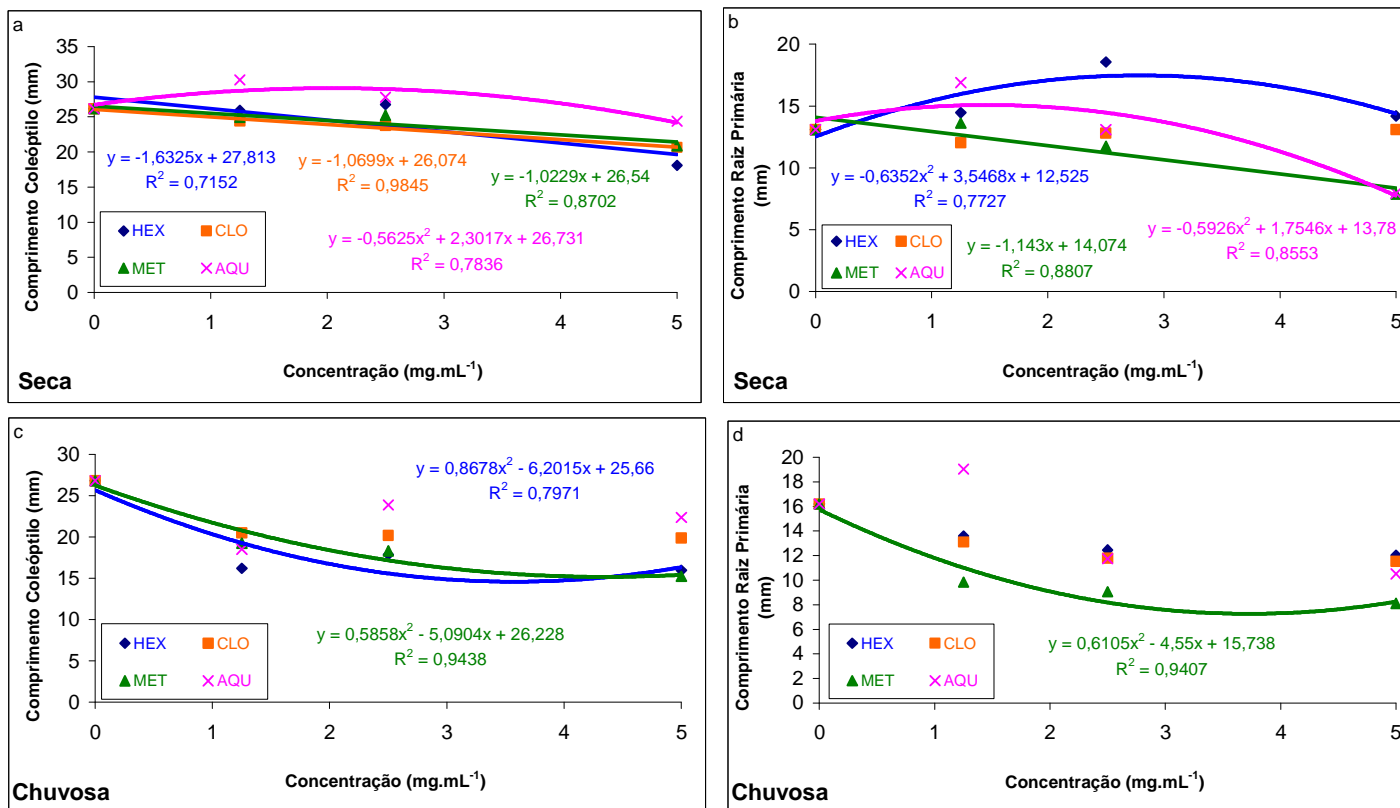 a
Comprimento Coleóptilo (mm)
35
30
25
20
15
10
5
0
y = -1,6325x + 27,813
R² = 0,7152
y = -1,0699x + 26,074
R² = 0,9845
y = -1,0229x + 26,54
R² = 0,8702
y = -0,5625x² + 2,3017x + 26,731
R² = 0,7836
HEX CLO
MET AQU
0 1 2 3 4 5
Concentração (mg.mL⁻¹)
Seca
b
Comprimento Raiz Primária
(mm)
20
15
10
5
0
y = -0,6352x² + 3,5468x + 12,525
R² = 0,7727
y = -1,143x + 14,074
R² = 0,8807
y = -0,5926x² + 1,7546x + 13,78
R² = 0,8553
HEX CLO
MET AQU
0 1 2 3 4 5
Concentração (mg.mL⁻¹)
Seca
c
Comprimento Coleóptilo (mm)
30
25
20
15
10
5
0
y = 0,8678x² - 6,2015x + 25,66
R² = 0,7971
y = 0,5858x² - 5,0904x + 26,228
R² = 0,9438
HEX CLO
MET AQU
0 1 2 3 4 5
Concentração (mg.mL⁻¹)
Chuvosa
d
Comprimento Raiz Primária
(mm)
20
18
16
14
12
10
8
6
4
2
0
y = 0,6105x² - 4,55x + 15,738
R² = 0,9407
HEX CLO
MET AQU
0 1 2 3 4 5
Concentração (mg.mL⁻¹)
Chuvosa